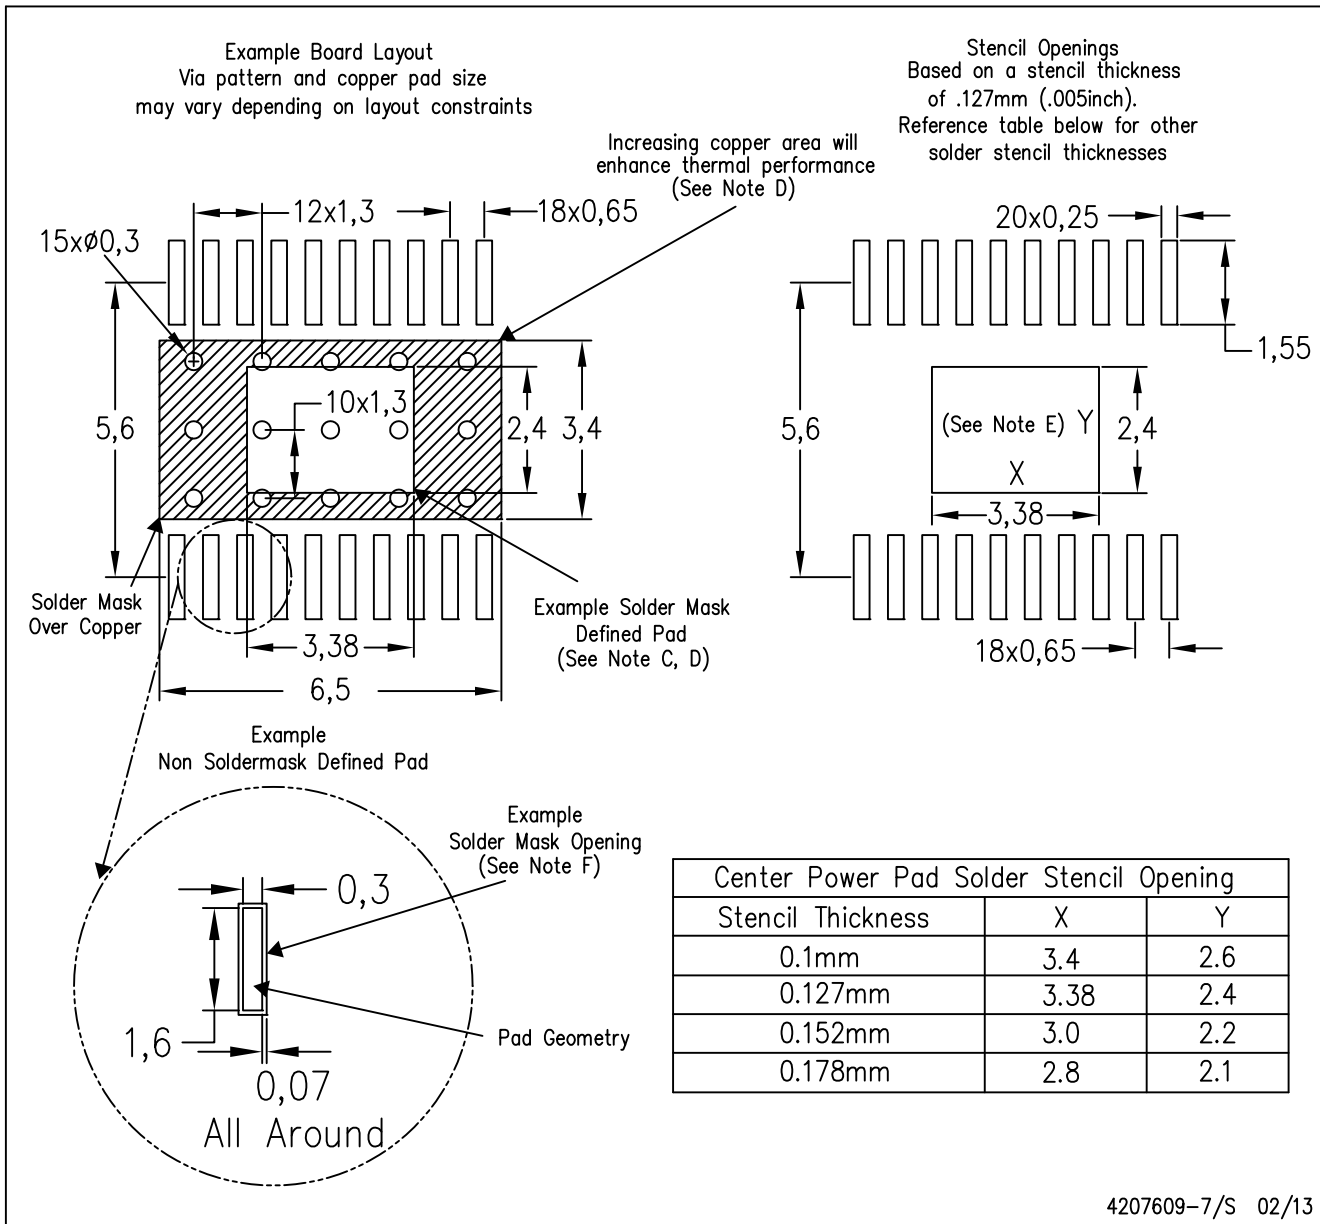 Example Board Layout
Via pattern and copper pad size
may vary depending on layout constraints
Stencil Openings
Based on a stencil thickness
of .127mm (.005inch).
Reference table below for other
solder stencil thicknesses
Increasing copper area will
enhance thermal performance
(See Note D)
12x1,3
18x0,65
15xø0,3
5,6
10x1,3
2,4
3,4
Solder Mask
Over Copper
3,38
6,5
Example Solder Mask
Defined Pad
(See Note C, D)
20x0,25
1,55
5,6
(See Note E) Y
X
2,4
3,38
18x0,65
Example
Non Soldermask Defined Pad
Example
Solder Mask Opening
(See Note F)
0,3
1,6
Pad Geometry
0,07
All Around
Center Power Pad Solder Stencil Opening
Stencil Thickness X Y
0.1mm 3.4 2.6
0.127mm 3.38 2.4
0.152mm 3.0 2.2
0.178mm 2.8 2.1
4207609-7/S 02/13